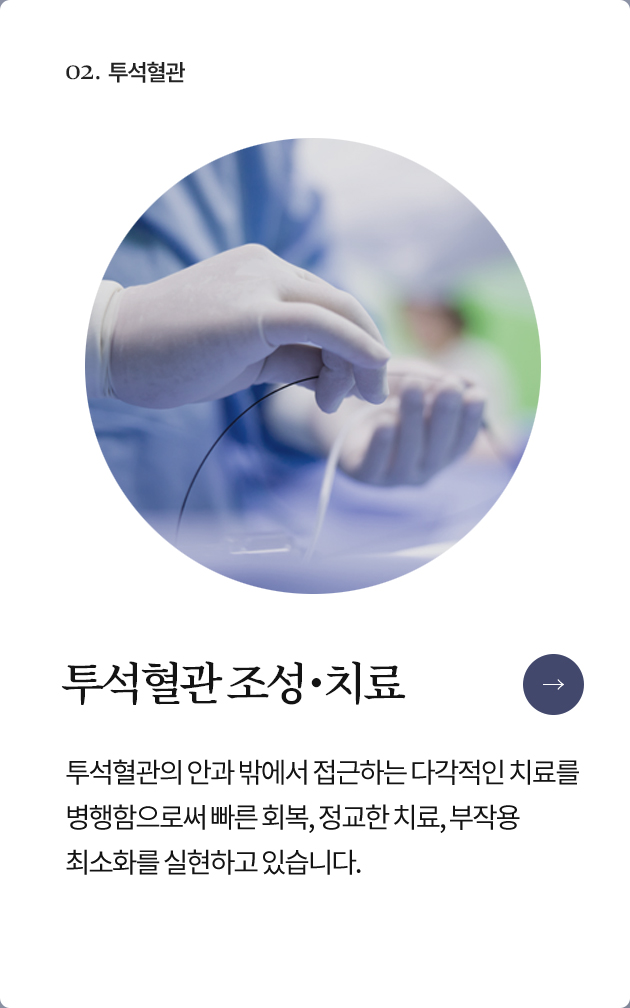 02. 투석혈관
투석혈관 조성•치료
투석혈관의 안과 밖에서 접근하는 다각적인 치료를
병행함으로써 빠른 회복, 정교한 치료, 부작용
최소화를 실현하고 있습니다.